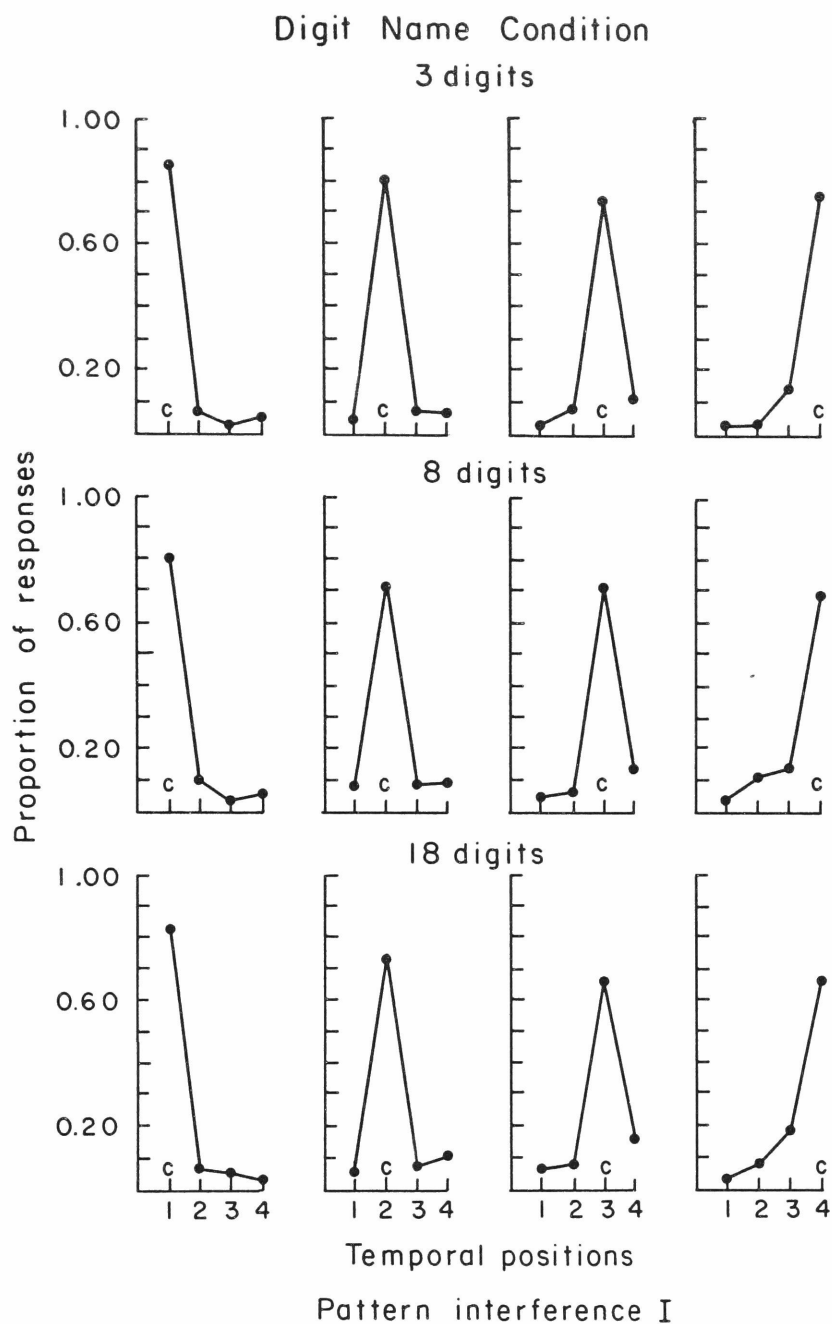 Digit Name Condition
3 digits
1.00
0.60
0.20
C
C
C
C
8 digits
1.00
0.60
0.20
C
C
C
C
18 digits
1.00
0.60
0.20
C
C
C
C
1 2 3 4
1 2 3 4
1 2 3 4
1 2 3 4
Proportion of responses
Temporal positions
Pattern interference I